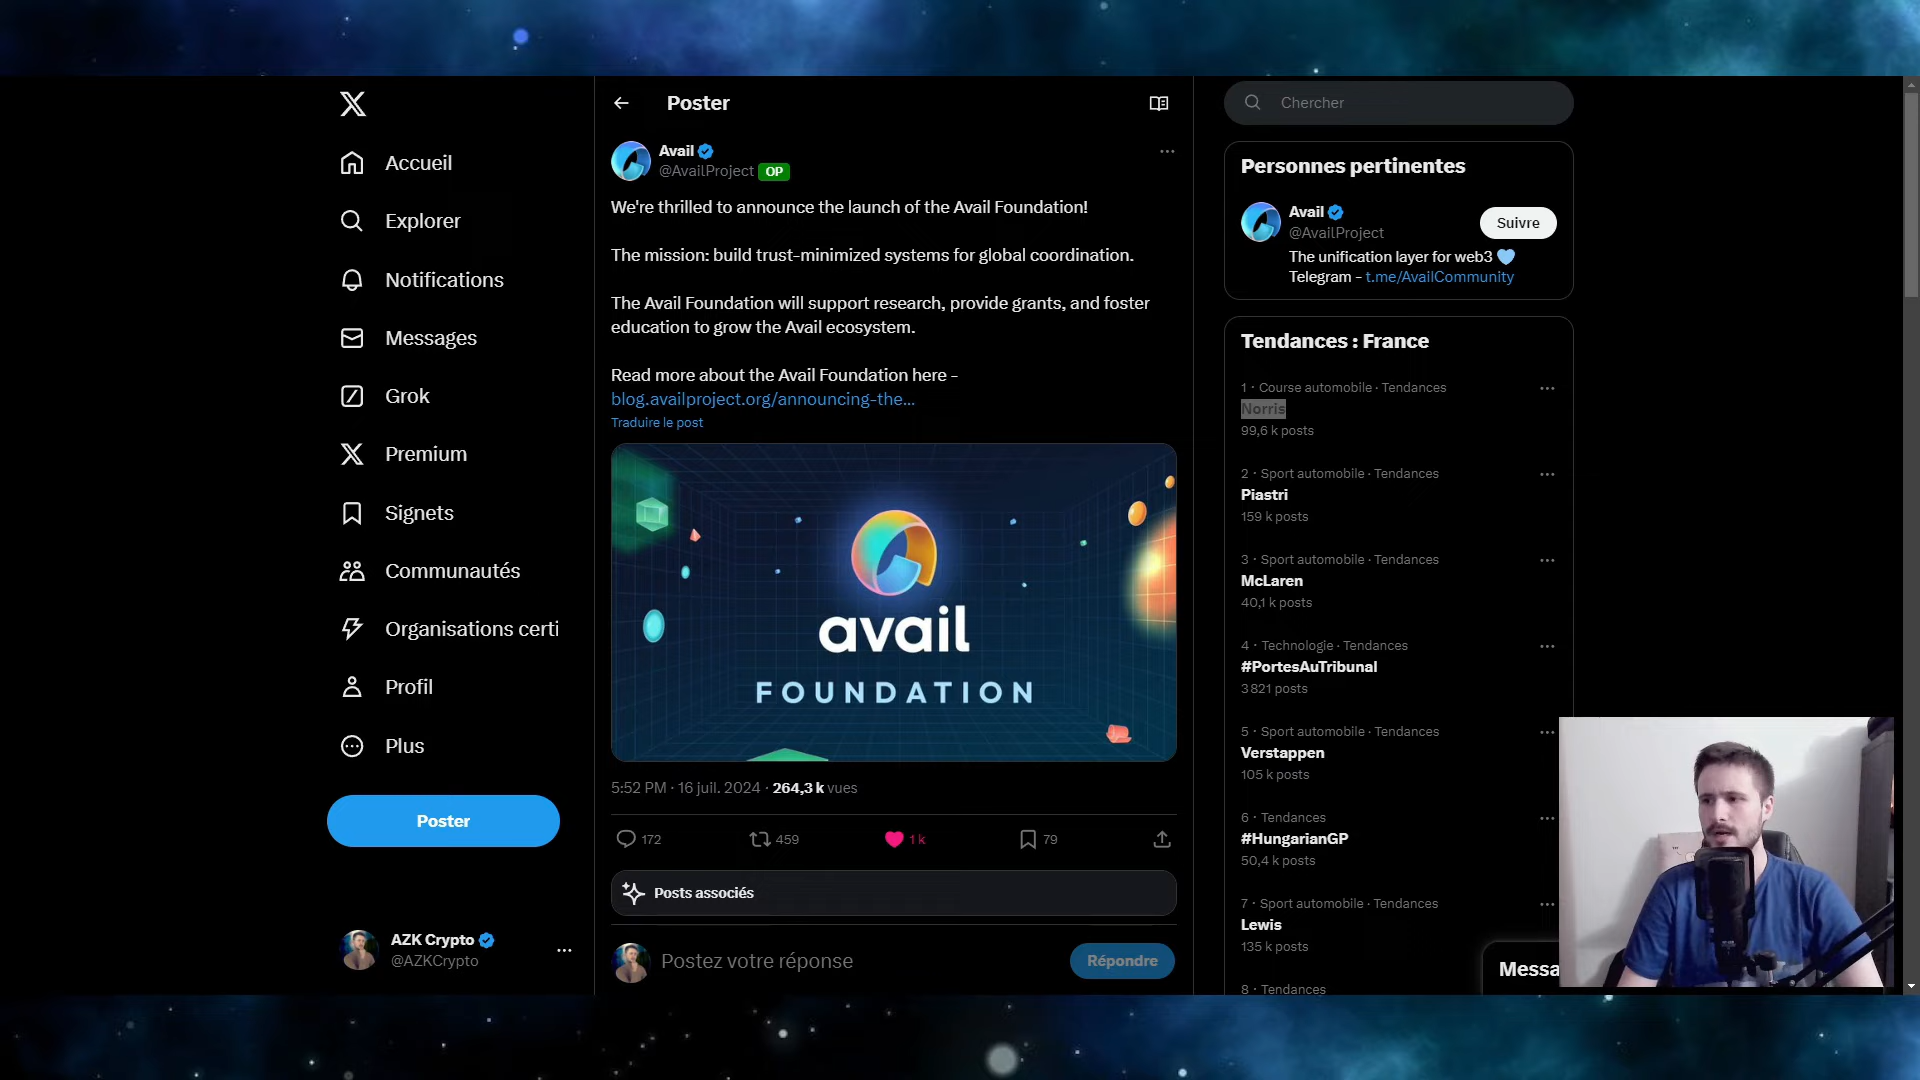 Accueil
Explorer
Notifications
Messages
Grok
Premium
Signets
Communautés
Organisations certi
Profil
Plus
Poster
AZK Crypto
@AZKCrypto
Poster
Avail
@AvailProject OP
We're thrilled to announce the launch of the Avail Foundation!
The mission: build trust-minimized systems for global coordination.
The Avail Foundation will support research, provide grants, and foster
education to grow the Avail ecosystem.
Read more about the Avail Foundation here -
blog.availproject.org/announcing-the...
Traduire le post
avail
FOUNDATION
5:52 PM · 16 juil. 2024 · 264,3 k vues
172
459
1 k
79
Posts associés
Postez votre réponse
Répondre
Chercher
Personnes pertinentes
Avail
@AvailProject
Suivre
The unification layer for web3
Telegram - t.me/AvailCommunity
Tendances : France
1 · Course automobile · Tendances
Norris
99,6 k posts
2 · Sport automobile · Tendances
Piastri
159 k posts
3 · Sport automobile · Tendances
McLaren
40,1 k posts
4 · Technologie · Tendances
#PortesAuTribunal
3 821 posts
5 · Sport automobile · Tendances
Verstappen
105 k posts
6 · Tendances
#HungarianGP
50,4 k posts
7 · Sport automobile · Tendances
Lewis
135 k posts
8 · Tendances
Messa